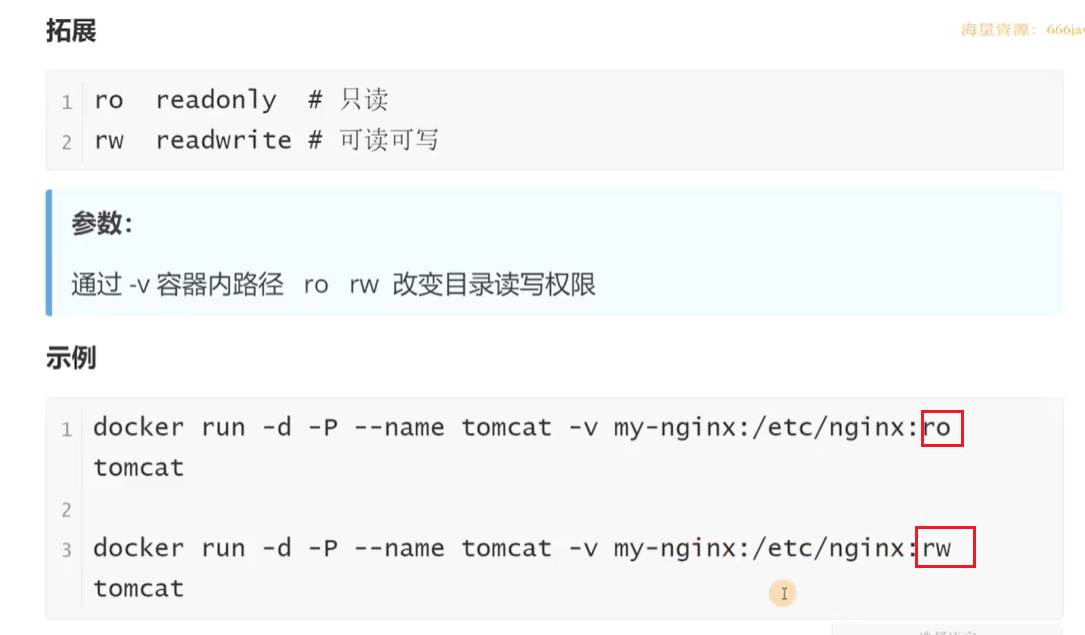 拓展
海量资源： 666jav
1 ro readonly # 只读
2 rw readwrite # 可读可写
参数：
通过 -v 容器内路径 ro rw 改变目录读写权限
示例
1 docker run -d -P --name tomcat -v my-nginx:/etc/nginx:ro
tomcat
2
3 docker run -d -P --name tomcat -v my-nginx:/etc/nginx:rw
tomcat